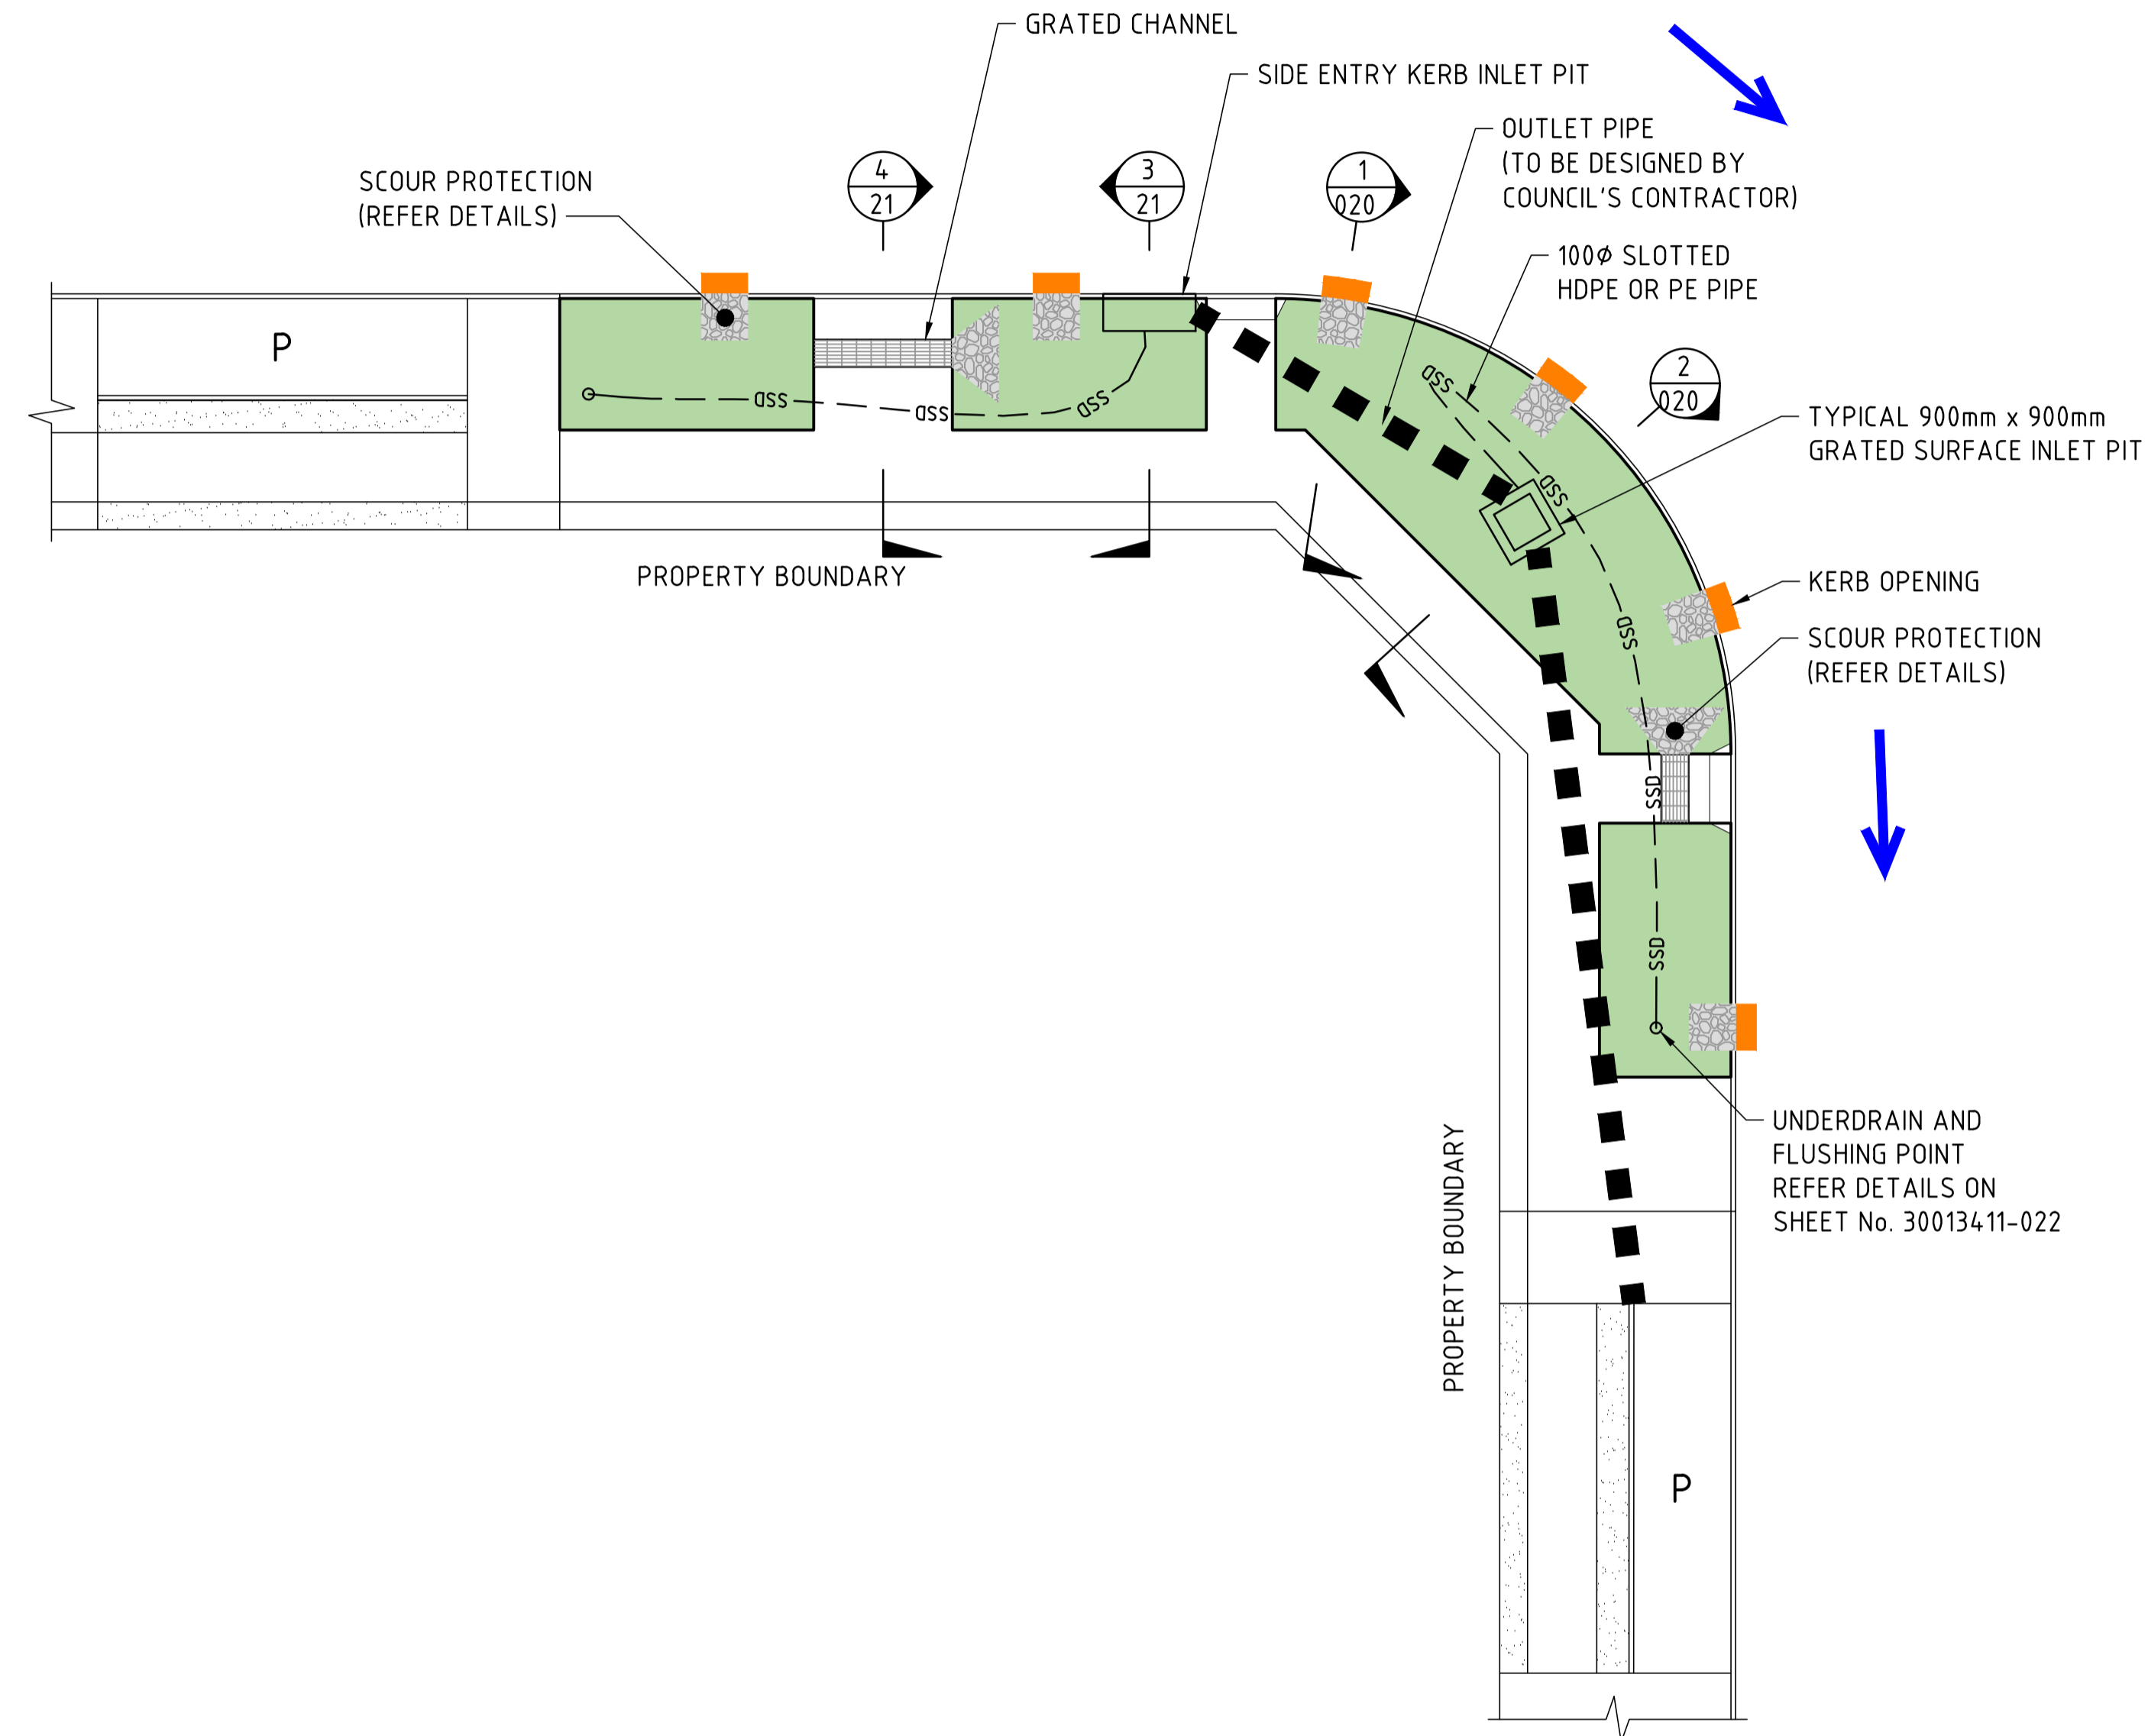 GRATED CHANNEL
SIDE ENTRY KERB INLET PIT
OUTLET PIPE
(TO BE DESIGNED BY
COUNCIL'S CONTRACTOR)
SCOUR PROTECTION
(REFER DETAILS)
4
21
3
21
1
020
100Ø SLOTTED
HDPE OR PE PIPE
P
2
020
SSD
SSD
SSD
SSD
TYPICAL 900mm x 900mm
GRATED SURFACE INLET PIT
SSD
PROPERTY BOUNDARY
KERB OPENING
SSD
SCOUR PROTECTION
(REFER DETAILS)
SSD
SSD
UNDERDRAIN AND
FLUSHING POINT
REFER DETAILS ON
SHEET No. 30013411-022
PROPERTY BOUNDARY
P